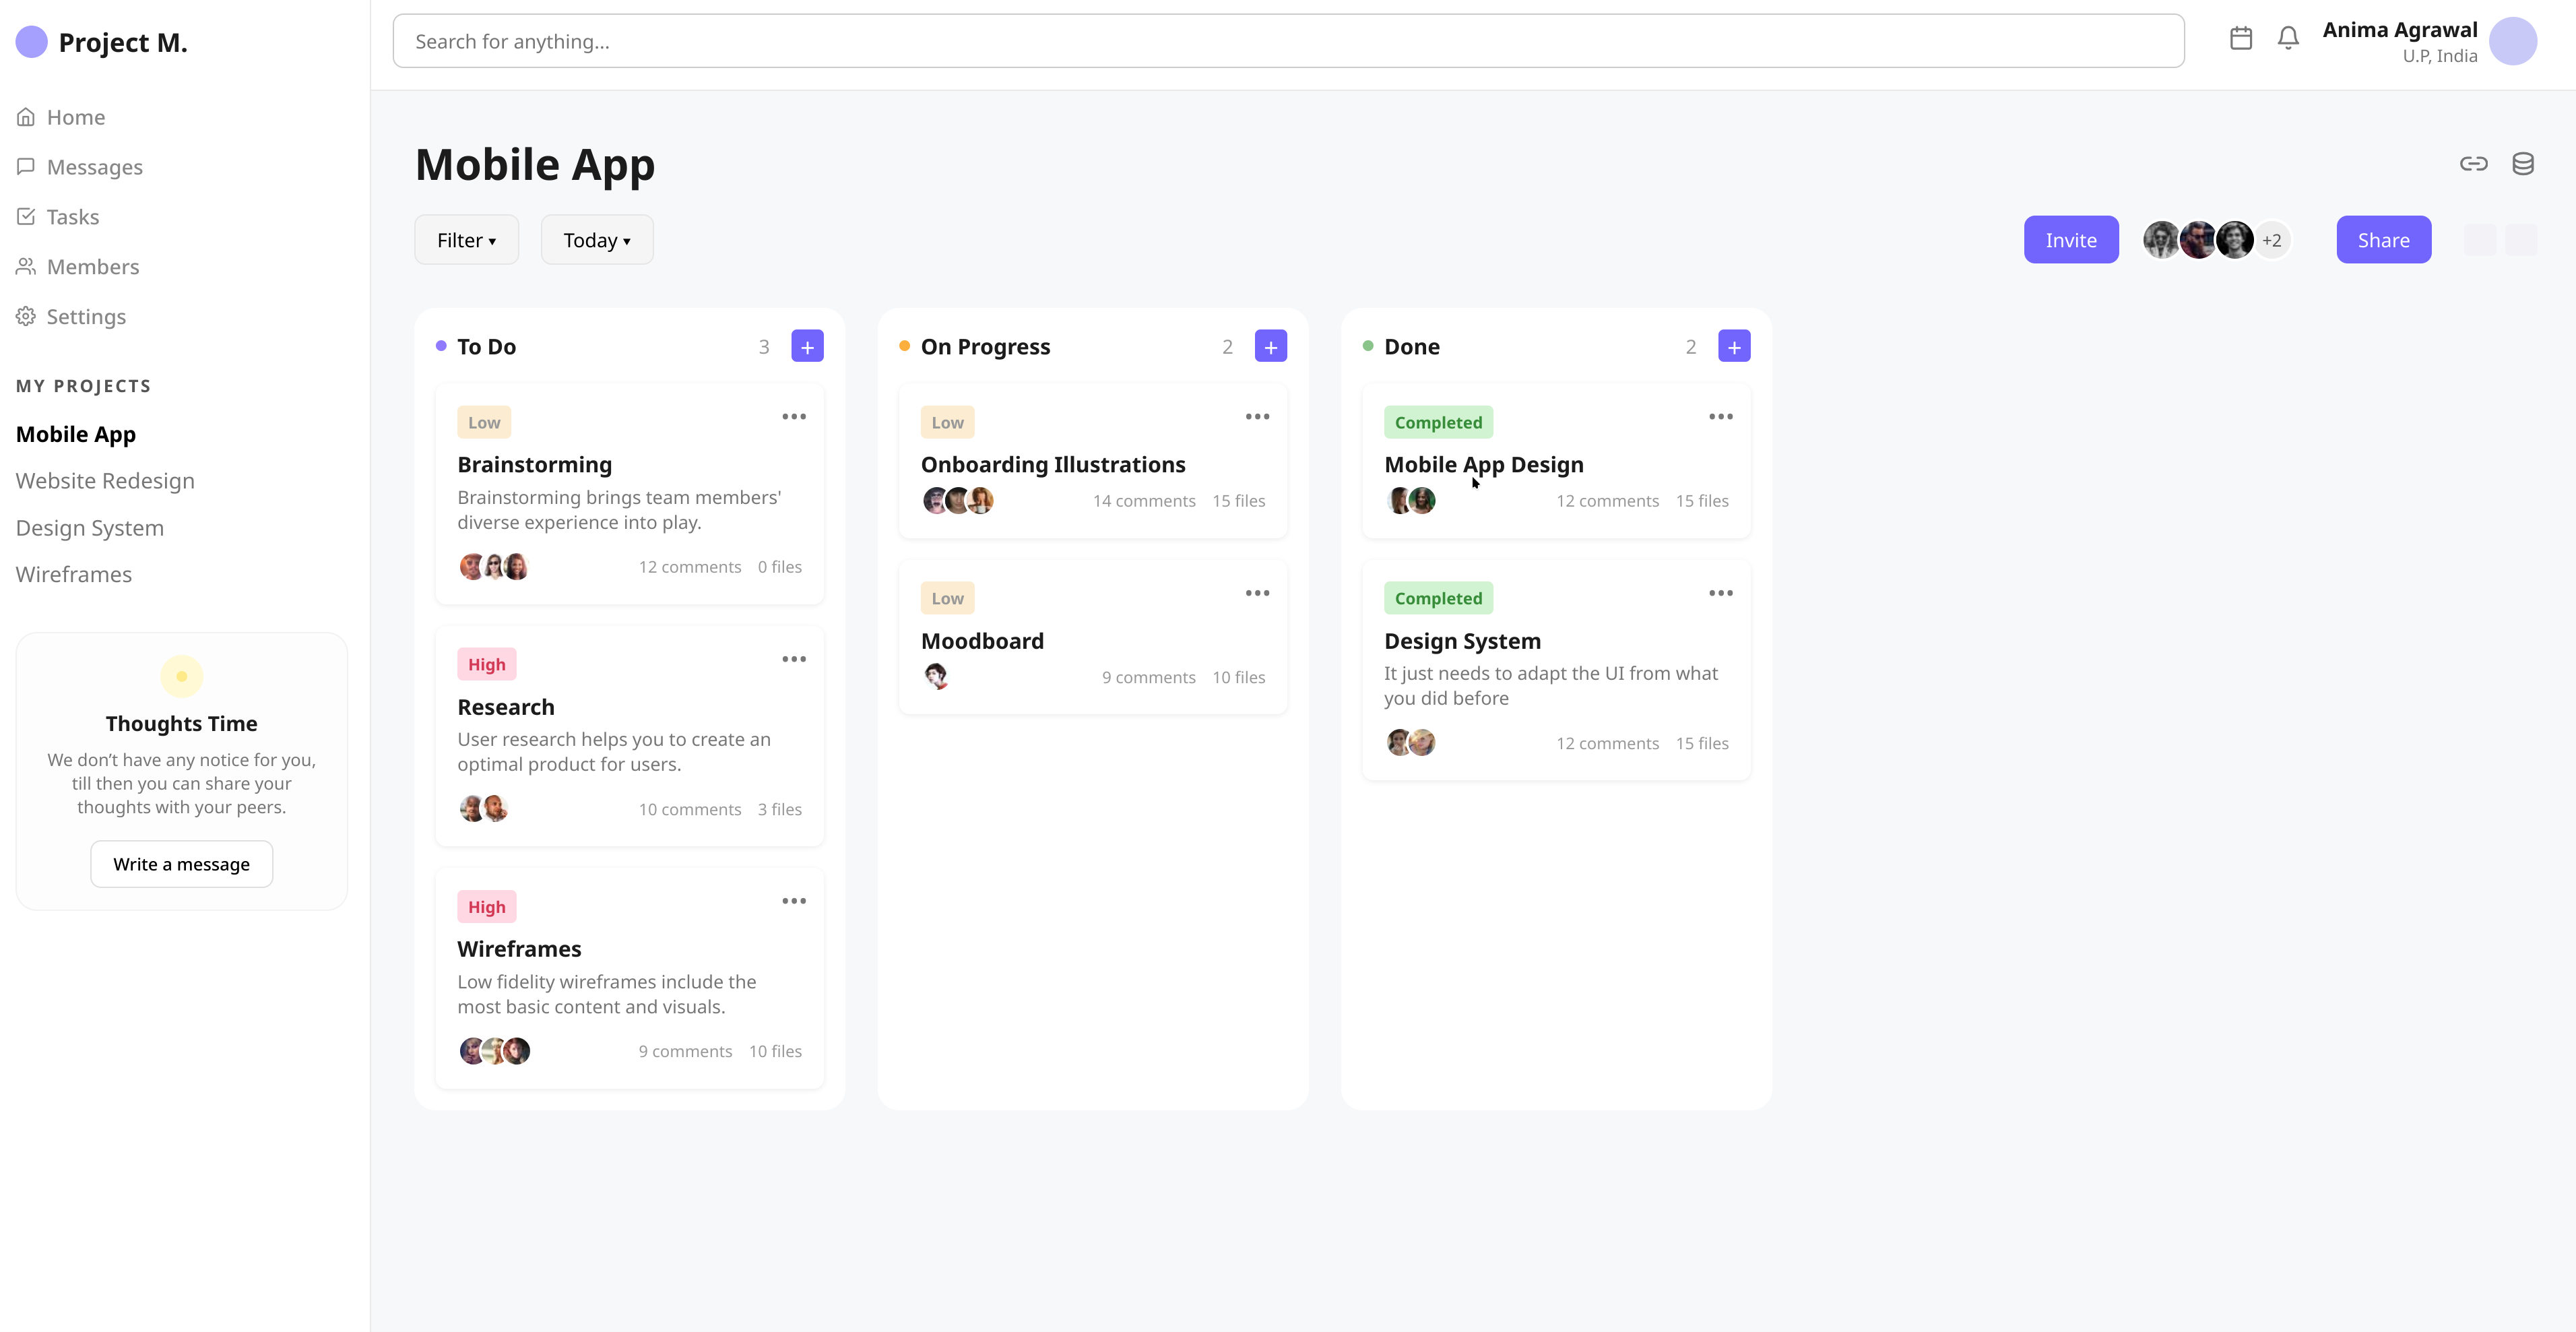 Project M.
Home
Messages
Tasks
Members
Settings
MY PROJECTS
Mobile App
Website Redesign
Design System
Wireframes
Thoughts Time
We don’t have any notice for you,
till then you can share your
thoughts with your peers.
Write a message
Search for anything...
Anima Agrawal
U.P, India
Mobile App
Filter ▾
Today ▾
Invite
+2
Share
To Do
3
+
Low
Brainstorming
Brainstorming brings team members'
diverse experience into play.
12 comments
0 files
High
Research
User research helps you to create an
optimal product for users.
10 comments
3 files
High
Wireframes
Low fidelity wireframes include the
most basic content and visuals.
9 comments
10 files
On Progress
2
+
Low
Onboarding Illustrations
14 comments
15 files
Low
Moodboard
9 comments
10 files
Done
2
+
Completed
Mobile App Design
12 comments
15 files
Completed
Design System
It just needs to adapt the UI from what
you did before
12 comments
15 files